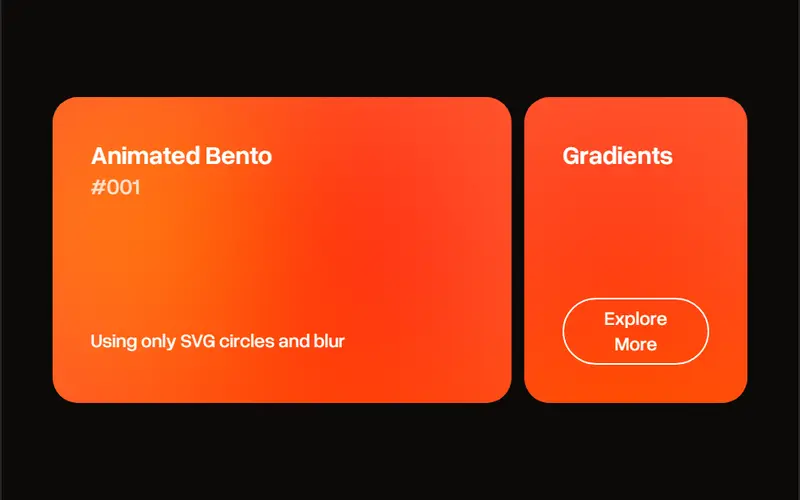 Animated Bento
#001
Using only SVG circles and blur
Gradients
Explore
More